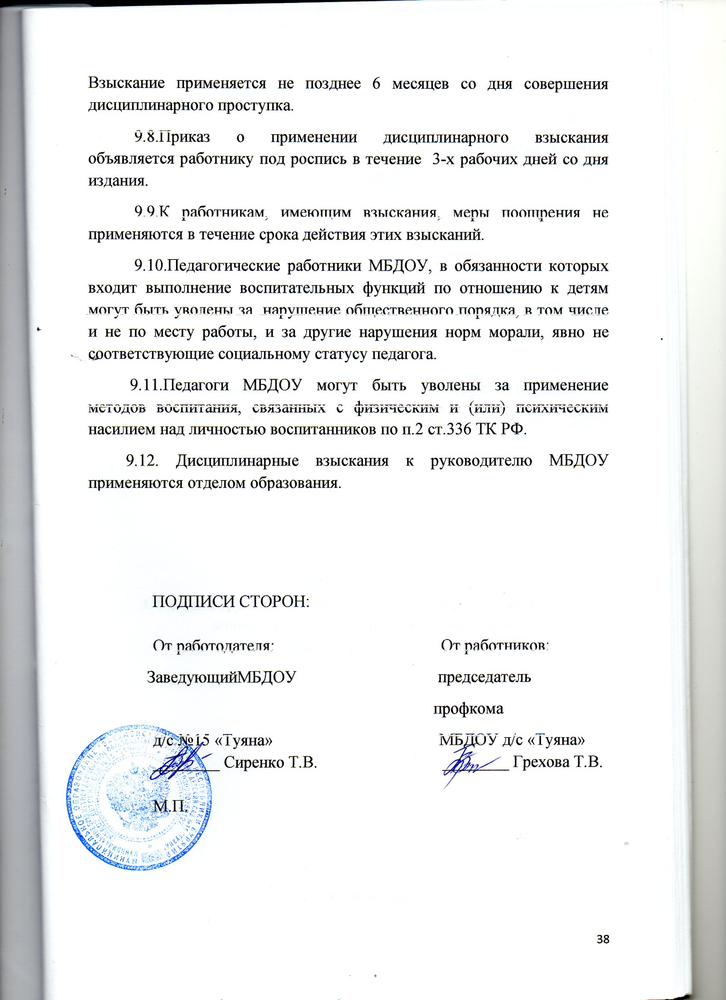 Взыскание применяется не позднее 6 месяцев со дня совершения
дисциплинарного проступка.
9.8.Приказ о применении дисциплинарного взыскания
объявляется работнику под роспись в течение 3-х рабочих дней со дня
издания.
9.9.К работникам, имеющим взыскания, меры поощрения не
применяются в течение срока действия этих взысканий.
9.10.Педагогические работники МБДОУ, в обязанности которых
входит выполнение воспитательных функций по отношению к детям
могут быть уволены за нарушение общественного порядка, в том числе
и не по месту работы, и за другие нарушения норм морали, явно не
соответствующие социальному статусу педагога.
9.11.Педагоги МБДОУ могут быть уволены за применение
методов воспитания, связанных с физическим и (или) психическим
насилием над личностью воспитанников по п.2 ст.336 ТК РФ.
9.12. Дисциплинарные взыскания к руководителю МБДОУ
применяются отделом образования.
ПОДПИСИ СТОРОН:
От работодателя: От работников:
ЗаведующийМБДОУ председатель
профкома
д/с №15 «Туяна» МБДОУ д/с «Туяна»
________ Сиренко Т.В. ________ Грехова Т.В.
М.П.
МУНИЦИПАЛЬНОЕ ОБРАЗОВАНИЕ РЕСПУБЛИКИ БУРЯТИЯ
38